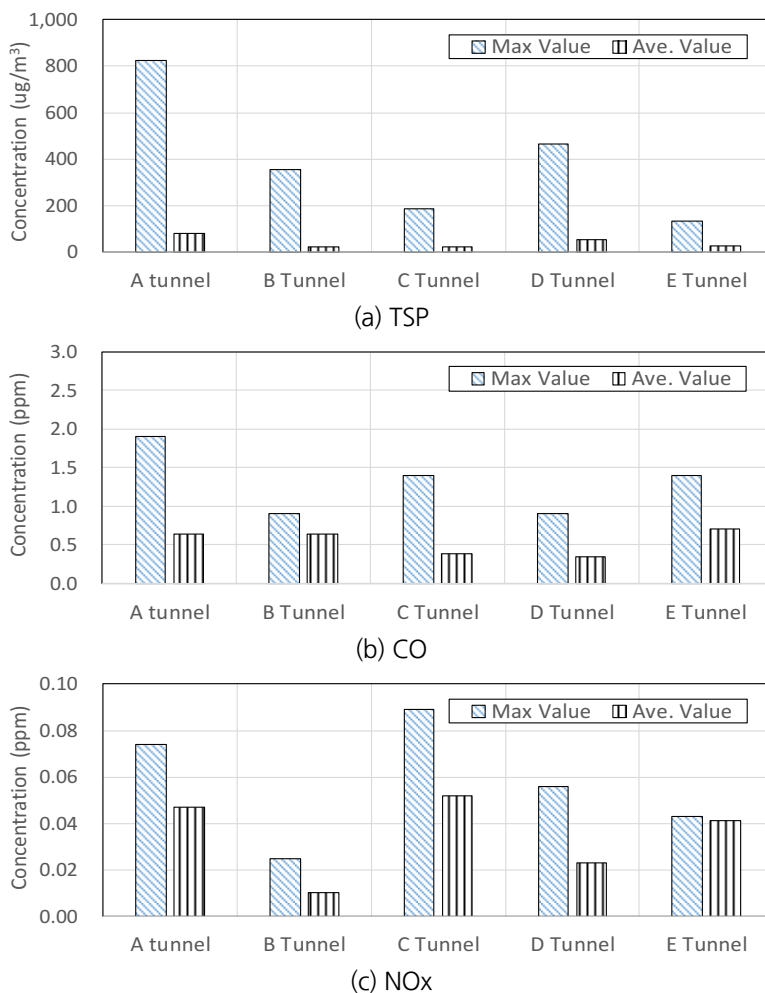 1,000
800
600
400
200
0
Concentration (ug/m³)
Max Value Ave. Value
A tunnel B Tunnel C Tunnel D Tunnel E Tunnel
(a) TSP
3.0
2.5
2.0
1.5
1.0
0.5
0.0
Concentration (ppm)
Max Value Ave. Value
A tunnel B Tunnel C Tunnel D Tunnel E Tunnel
(b) CO
0.10
0.08
0.06
0.04
0.02
0.00
Concentration (ppm)
Max Value Ave. Value
A tunnel B Tunnel C Tunnel D Tunnel E Tunnel
(c) NOx